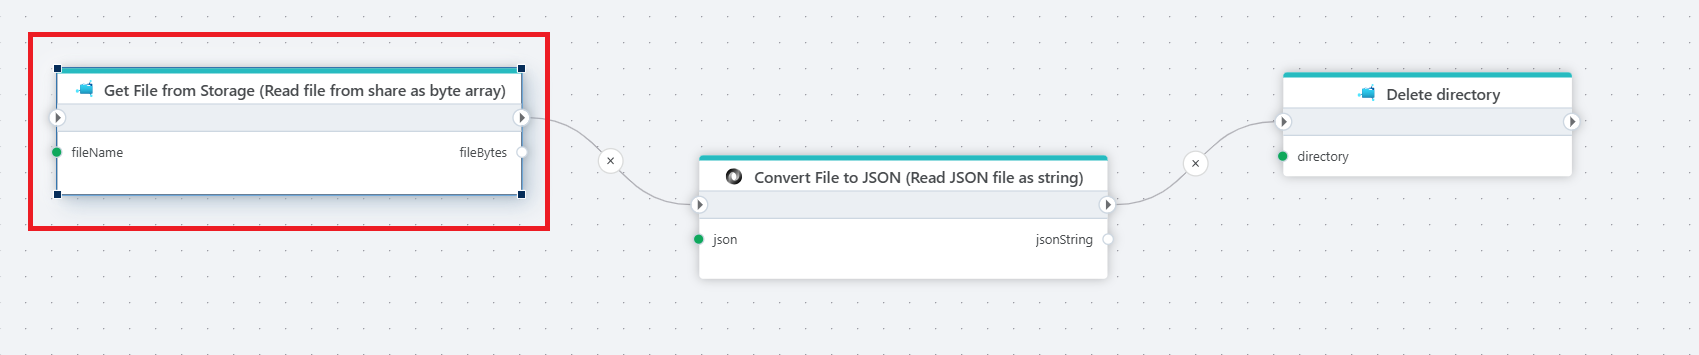 Get File from Storage (Read file from share as byte array)
fileName
fileBytes
Convert File to JSON (Read JSON file as string)
json
jsonString
Delete directory
directory